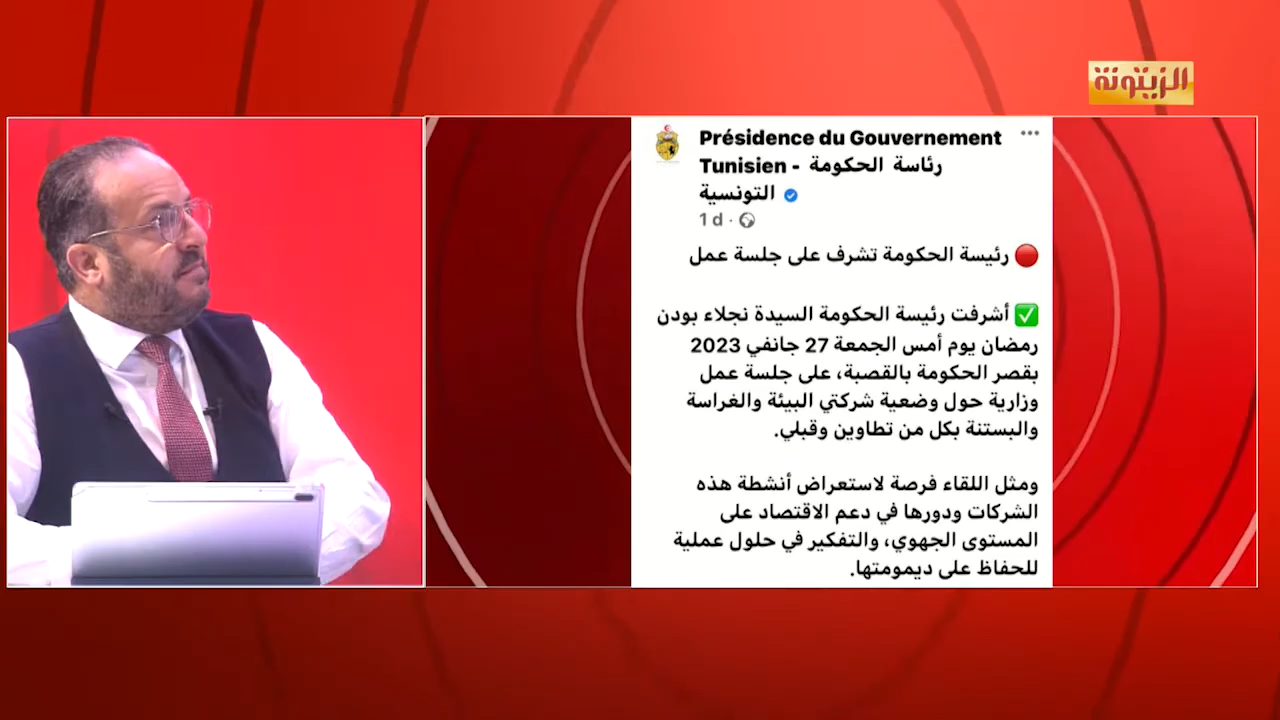 الزيتونة
Présidence du Gouvernement
Tunisien - رئاسة الحكومة
التونسية
1 d ·
رئيسة الحكومة تشرف على جلسة عمل
أشرفت رئيسة الحكومة السيدة نجلاء بودن
رمضان يوم أمس الجمعة 27 جانفي 2023
بقصر الحكومة بالقصبة، على جلسة عمل
وزارية حول وضعية شركتي البيئة والغراسة
والبستنة بكل من تطاوين وقبلي.
ومثل اللقاء فرصة لاستعراض أنشطة هذه
الشركات ودورها في دعم الاقتصاد على
المستوى الجهوي، والتفكير في حلول عملية
للحفاظ على ديمومتها.